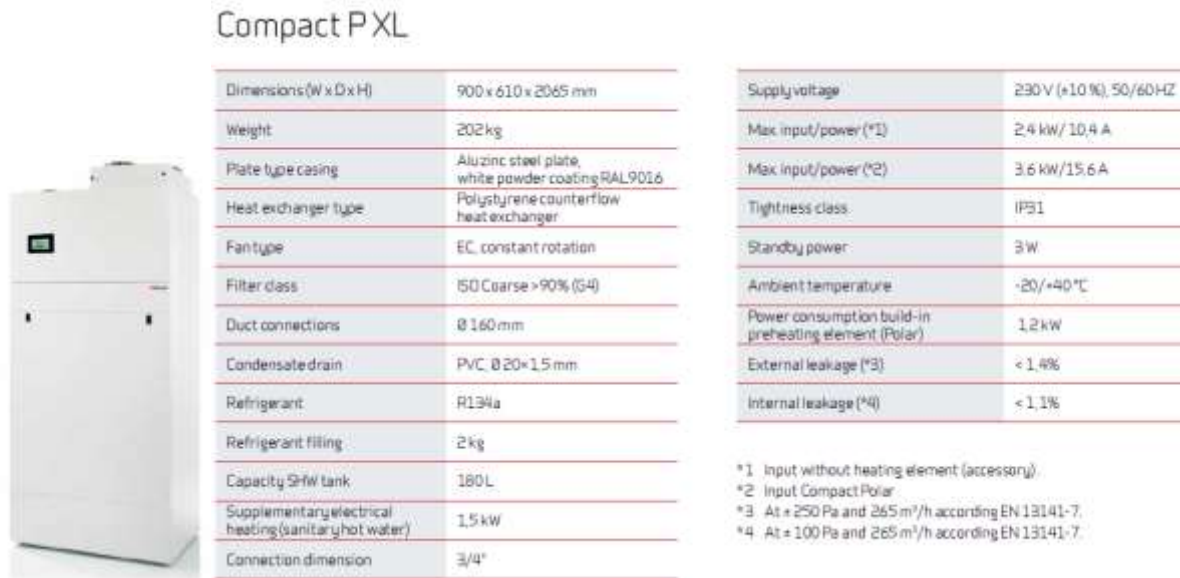 Compact P XL
Dimensions (W x D x H) 900 x 610 x 2065 mm
Weight 202 kg
Plate type casing Aluzinc steel plate,
white powder coating RAL9016
Heat exchanger type Polystyrene counterflow
heat exchanger
Fan type EC, constant rotation
Filter class ISO Coarse >90% (G4)
Duct connections Ø 160 mm
Condensate drain PVC, Ø 20×1,5 mm
Refrigerant R134a
Refrigerant filling 2 kg
Capacity SHW tank 180 L
Supplementary electrical
heating (sanitary hot water) 1,5 kW
Connection dimension 3/4"
Supply voltage 230 V (±10 %), 50/60 HZ
Max. input/power (*1) 2,4 kW/ 10,4 A
Max. input/power (*2) 3,6 kW/15,6 A
Tightness class IP31
Standby power 3 W
Ambient temperature -20/+40 °C
Power consumption build-in
preheating element (Polar) 1,2 kW
External leakage (*3) < 1,4%
Internal leakage (*4) < 1,1%
*1 Input without heating element (accessory).
*2 Input Compact Polar
*3 At ± 250 Pa and 265 m³/h according EN 13141-7.
*4 At ± 100 Pa and 265 m³/h according EN 13141-7.